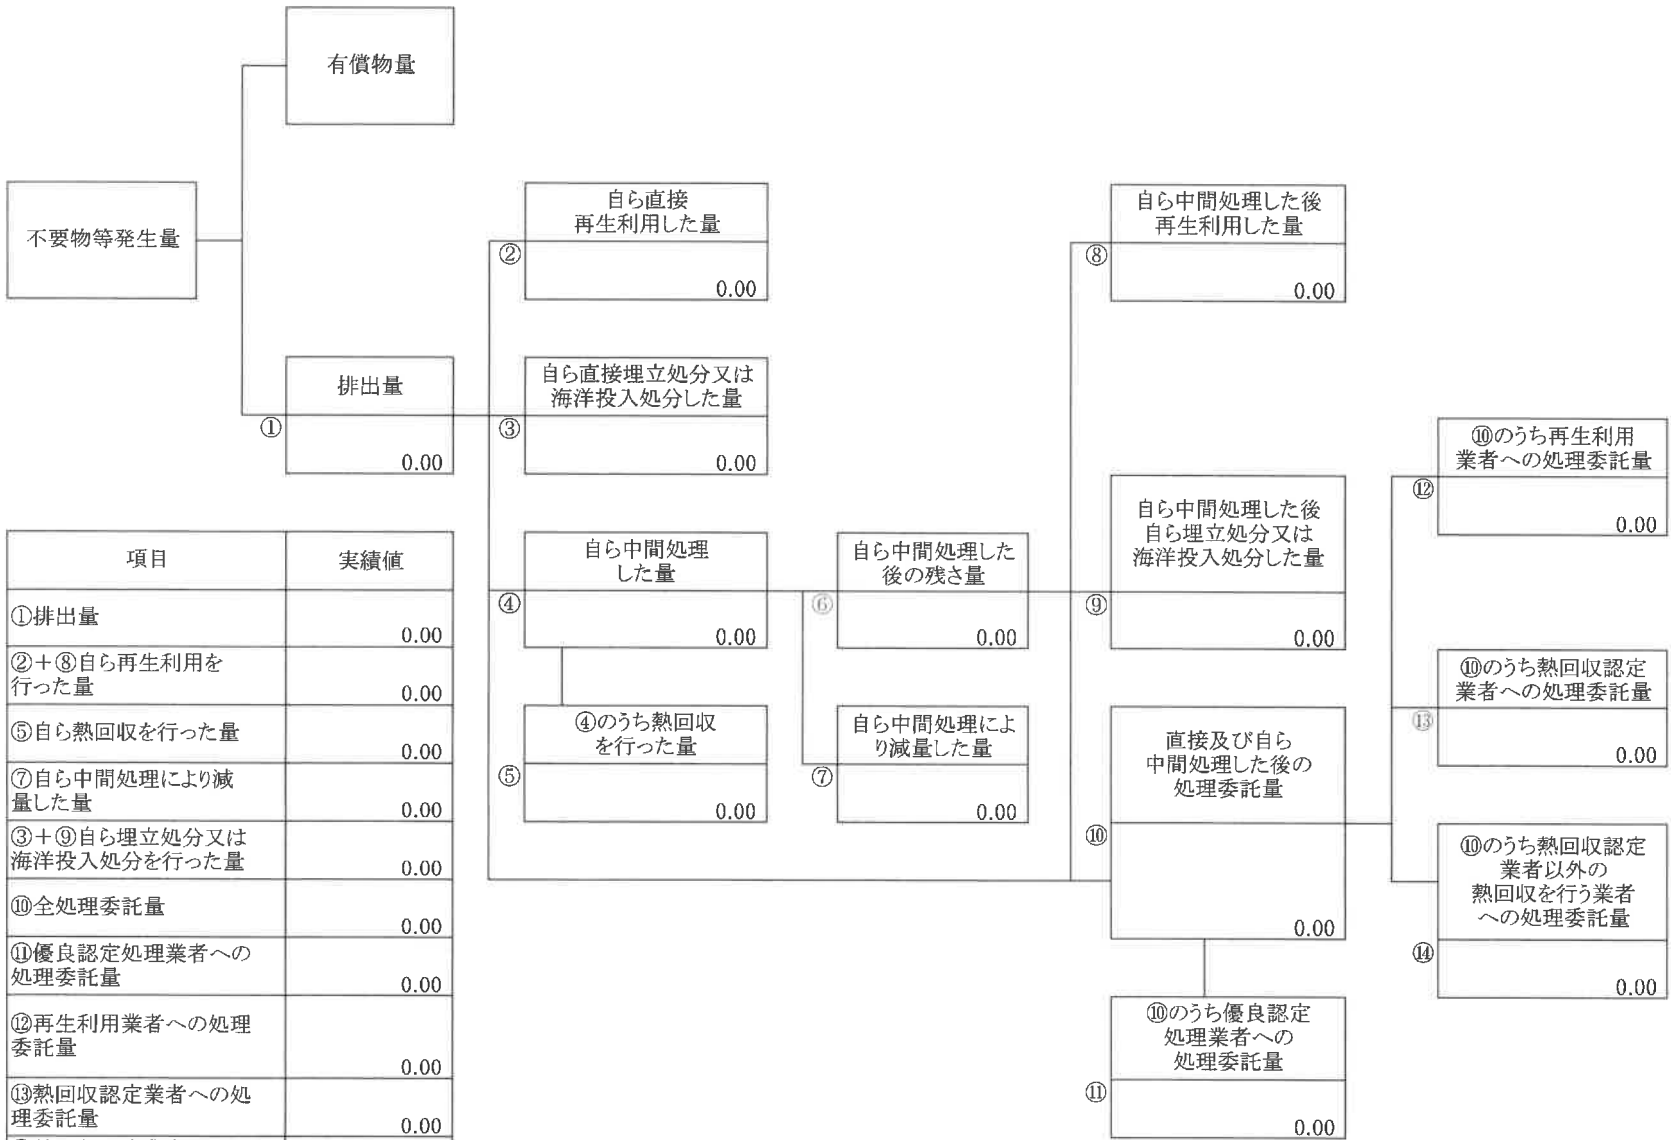 有償物量
不要物等発生量
排出量
①
0.00
自ら直接
再生利用した量
②
0.00
自ら直接埋立処分又は
海洋投入処分した量
③
0.00
自ら中間処理
した量
④
0.00
④のうち熱回収
を行った量
⑤
0.00
自ら中間処理した
後の残さ量
⑥
0.00
自ら中間処理によ
り減量した量
⑦
0.00
自ら中間処理した後
再生利用した量
⑧
0.00
自ら中間処理した後
自ら埋立処分又は
海洋投入処分した量
⑨
0.00
直接及び自ら
中間処理した後の
処理委託量
⑩
0.00
⑩のうち優良認定
処理業者への
処理委託量
⑪
0.00
⑩のうち再生利用
業者への処理委託量
⑫
0.00
⑩のうち熱回収認定
業者への処理委託量
⑬
0.00
⑩のうち熱回収認定
業者以外の
熱回収を行う業者
への処理委託量
⑭
0.00
項目 実績値
①排出量
0.00
②＋⑧自ら再生利用を
行った量
0.00
⑤自ら熱回収を行った量
0.00
⑦自ら中間処理により減
量した量
0.00
③＋⑨自ら埋立処分又は
海洋投入処分を行った量
0.00
⑩全処理委託量
0.00
⑪優良認定処理業者への
処理委託量
0.00
⑫再生利用業者への処理
委託量
0.00
⑬熱回収認定業者への処
理委託量
0.00